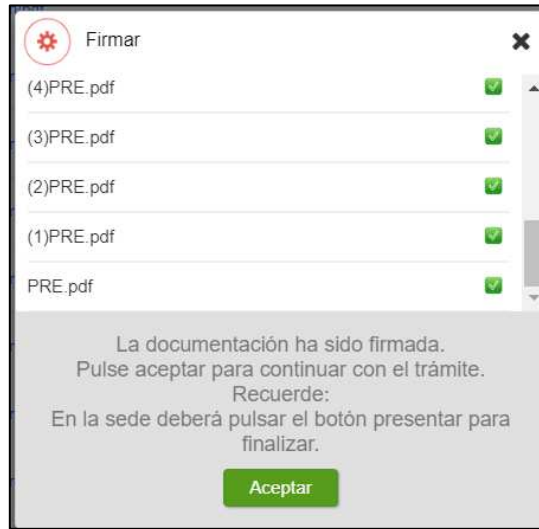 Firmar
(4)PRE.pdf
(3)PRE.pdf
(2)PRE.pdf
(1)PRE.pdf
PRE.pdf
La documentación ha sido firmada.
Pulse aceptar para continuar con el trámite.
Recuerde:
En la sede deberá pulsar el botón presentar para
finalizar.
Aceptar